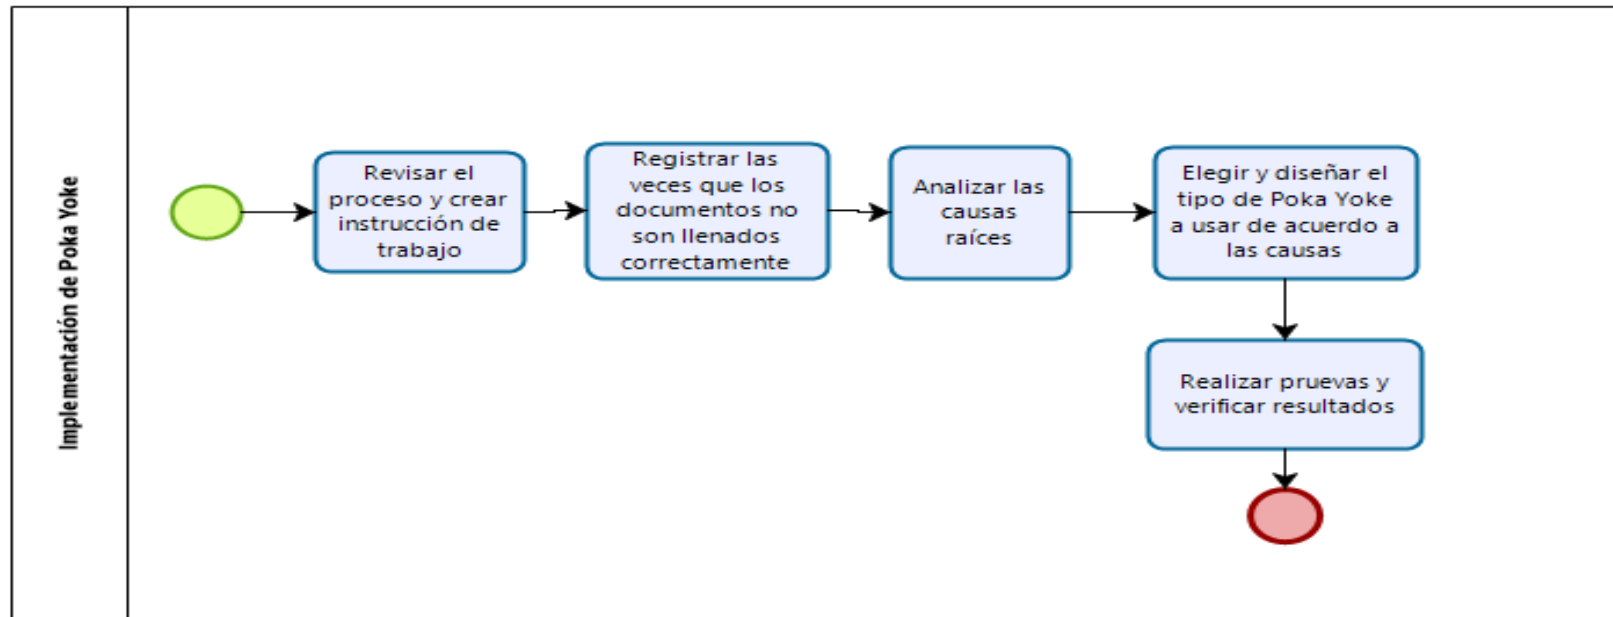 Implementación de Poka Yoke
Revisar el
proceso y crear
instrucción de
trabajo
Registrar las
veces que los
documentos no
son llenados
correctamente
Analizar las
causas
raíces
Elegir y diseñar el
tipo de Poka Yoke
a usar de acuerdo a
las causas
Realizar pruevas y
verificar resultados